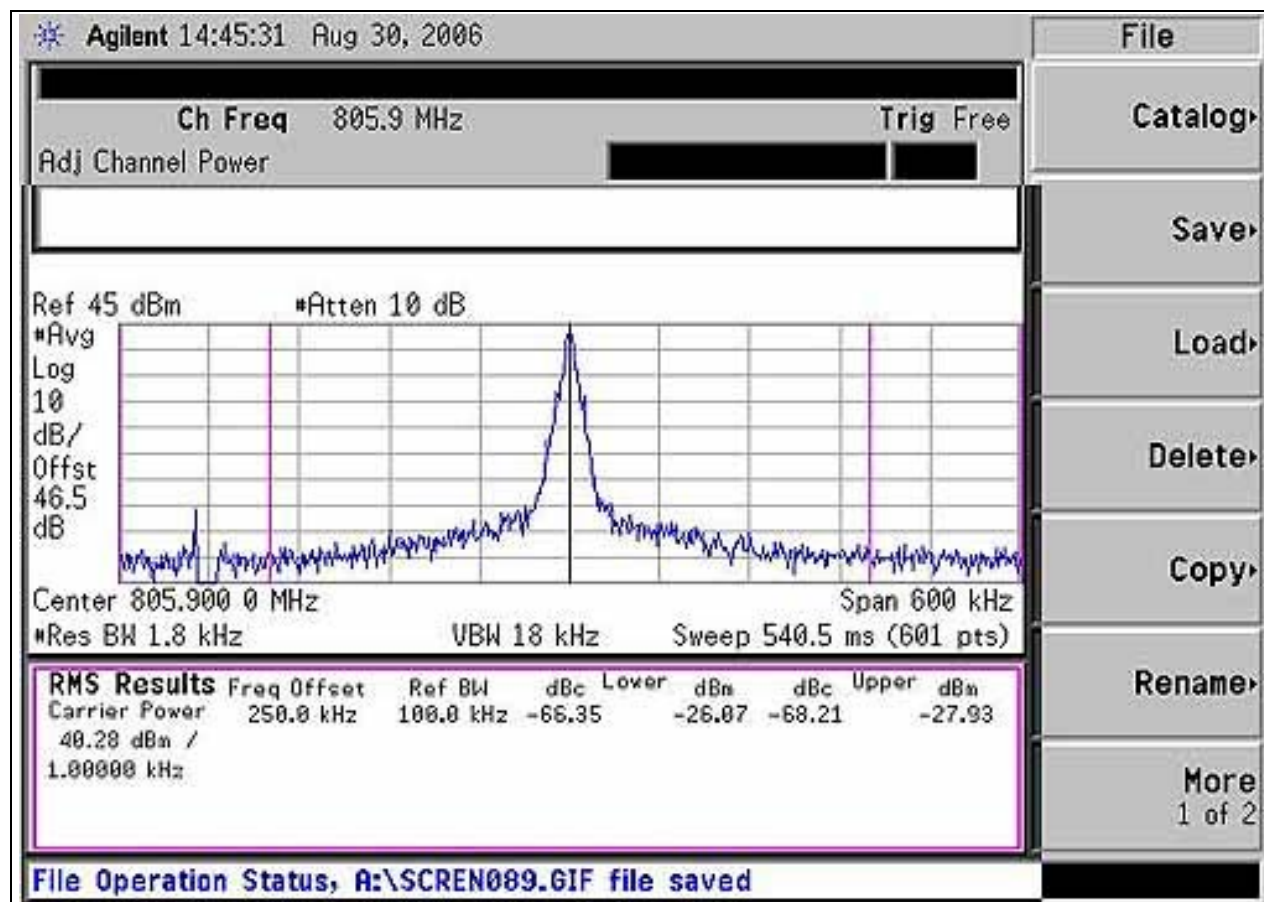 Agilent 14:45:31 Aug 30, 2006
File
Ch Freq 805.9 MHz
Trig Free
Adj Channel Power
Catalog
Save
Ref 45 dBm
#Atten 10 dB
#Avg
Log
10
dB/
Offst
46.5
dB
Load
Delete
Center 805.900 0 MHz
Span 600 kHz
#Res BW 1.8 kHz
VBW 18 kHz
Sweep 540.5 ms (601 pts)
Copy
RMS Results Freq Offset Ref BW dBc Lower dBm dBc Upper dBm
Carrier Power 250.0 kHz 100.0 kHz -66.35 -26.07 -68.21 -27.93
40.28 dBm /
1.00000 kHz
Rename
More
1 of 2
File Operation Status, A:\SCREN089.GIF file saved